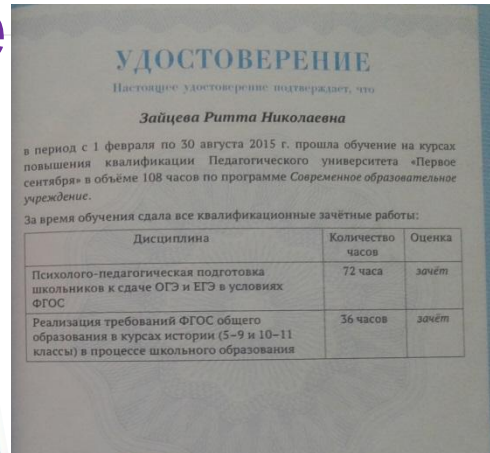 е
УДОСТОВЕРЕНИЕ
Настоящее удостоверение подтверждает, что
Зайцева Ритта Николаевна
в период с 1 февраля по 30 августа 2015 г. прошла обучение на курсах
повышения квалификации Педагогического университета «Первое
сентября» в объёме 108 часов по программе Современное образовательное
учреждение.
За время обучения сдала все квалификационные зачётные работы:
Дисциплина Количество Оценка
часов
Психолого-педагогическая подготовка 72 часа зачёт
школьников к сдаче ОГЭ и ЕГЭ в условиях
ФГОС
Реализация требований ФГОС общего 36 часов зачёт
образования в курсах истории (5–9 и 10–11
классы) в процессе школьного образования